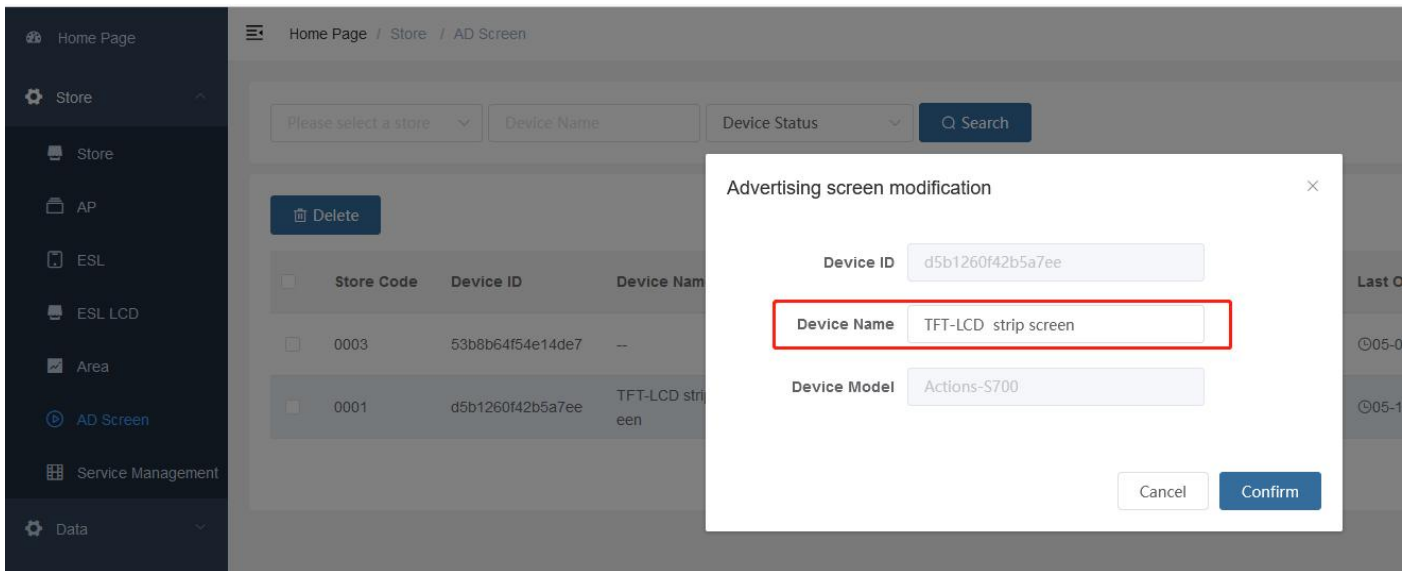 Home Page
Home Page / Store / AD Screen
Store
Please select a store
Device Name
Device Status
Search
Store
Advertising screen modification
AP
Delete
ESL
Device ID d5b1260f42b5a7ee
Store Code Device ID Device Nam Last O
ESL LCD
Device Name TFT-LCD strip screen
0003 53b8b64f54e14de7 -- 05-0
Area
Device Model Actions-S700
0001 d5b1260f42b5a7ee TFT-LCD stri
een 05-1
AD Screen
Service Management
Cancel Confirm
Data